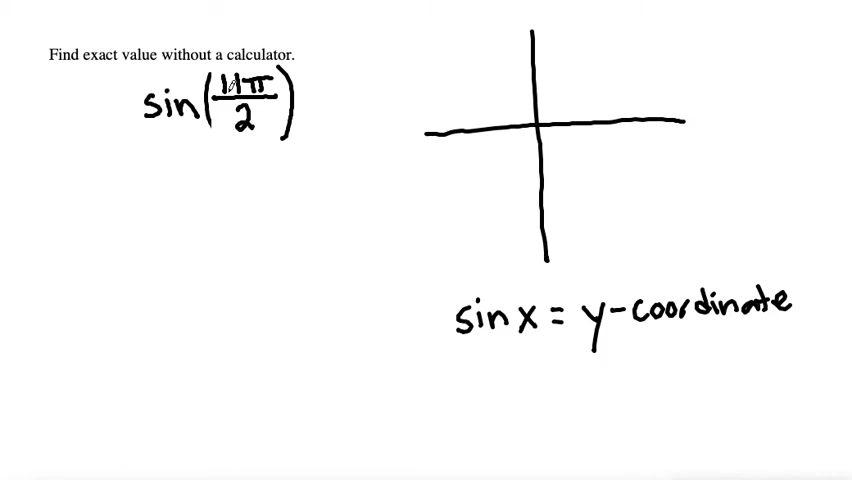 Find exact value without a calculator.
sin(11π/2)
sin x = y-coordinate